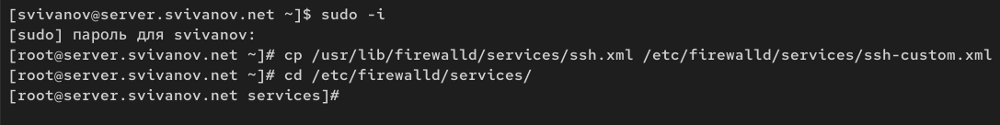 [svivanov@server.svivanov.net ~]$ sudo -i
[sudo] пароль для svivanov:
[root@server.svivanov.net ~]# cp /usr/lib/firewalld/services/ssh.xml /etc/firewalld/services/ssh-custom.xml
[root@server.svivanov.net ~]# cd /etc/firewalld/services/
[root@server.svivanov.net services]#